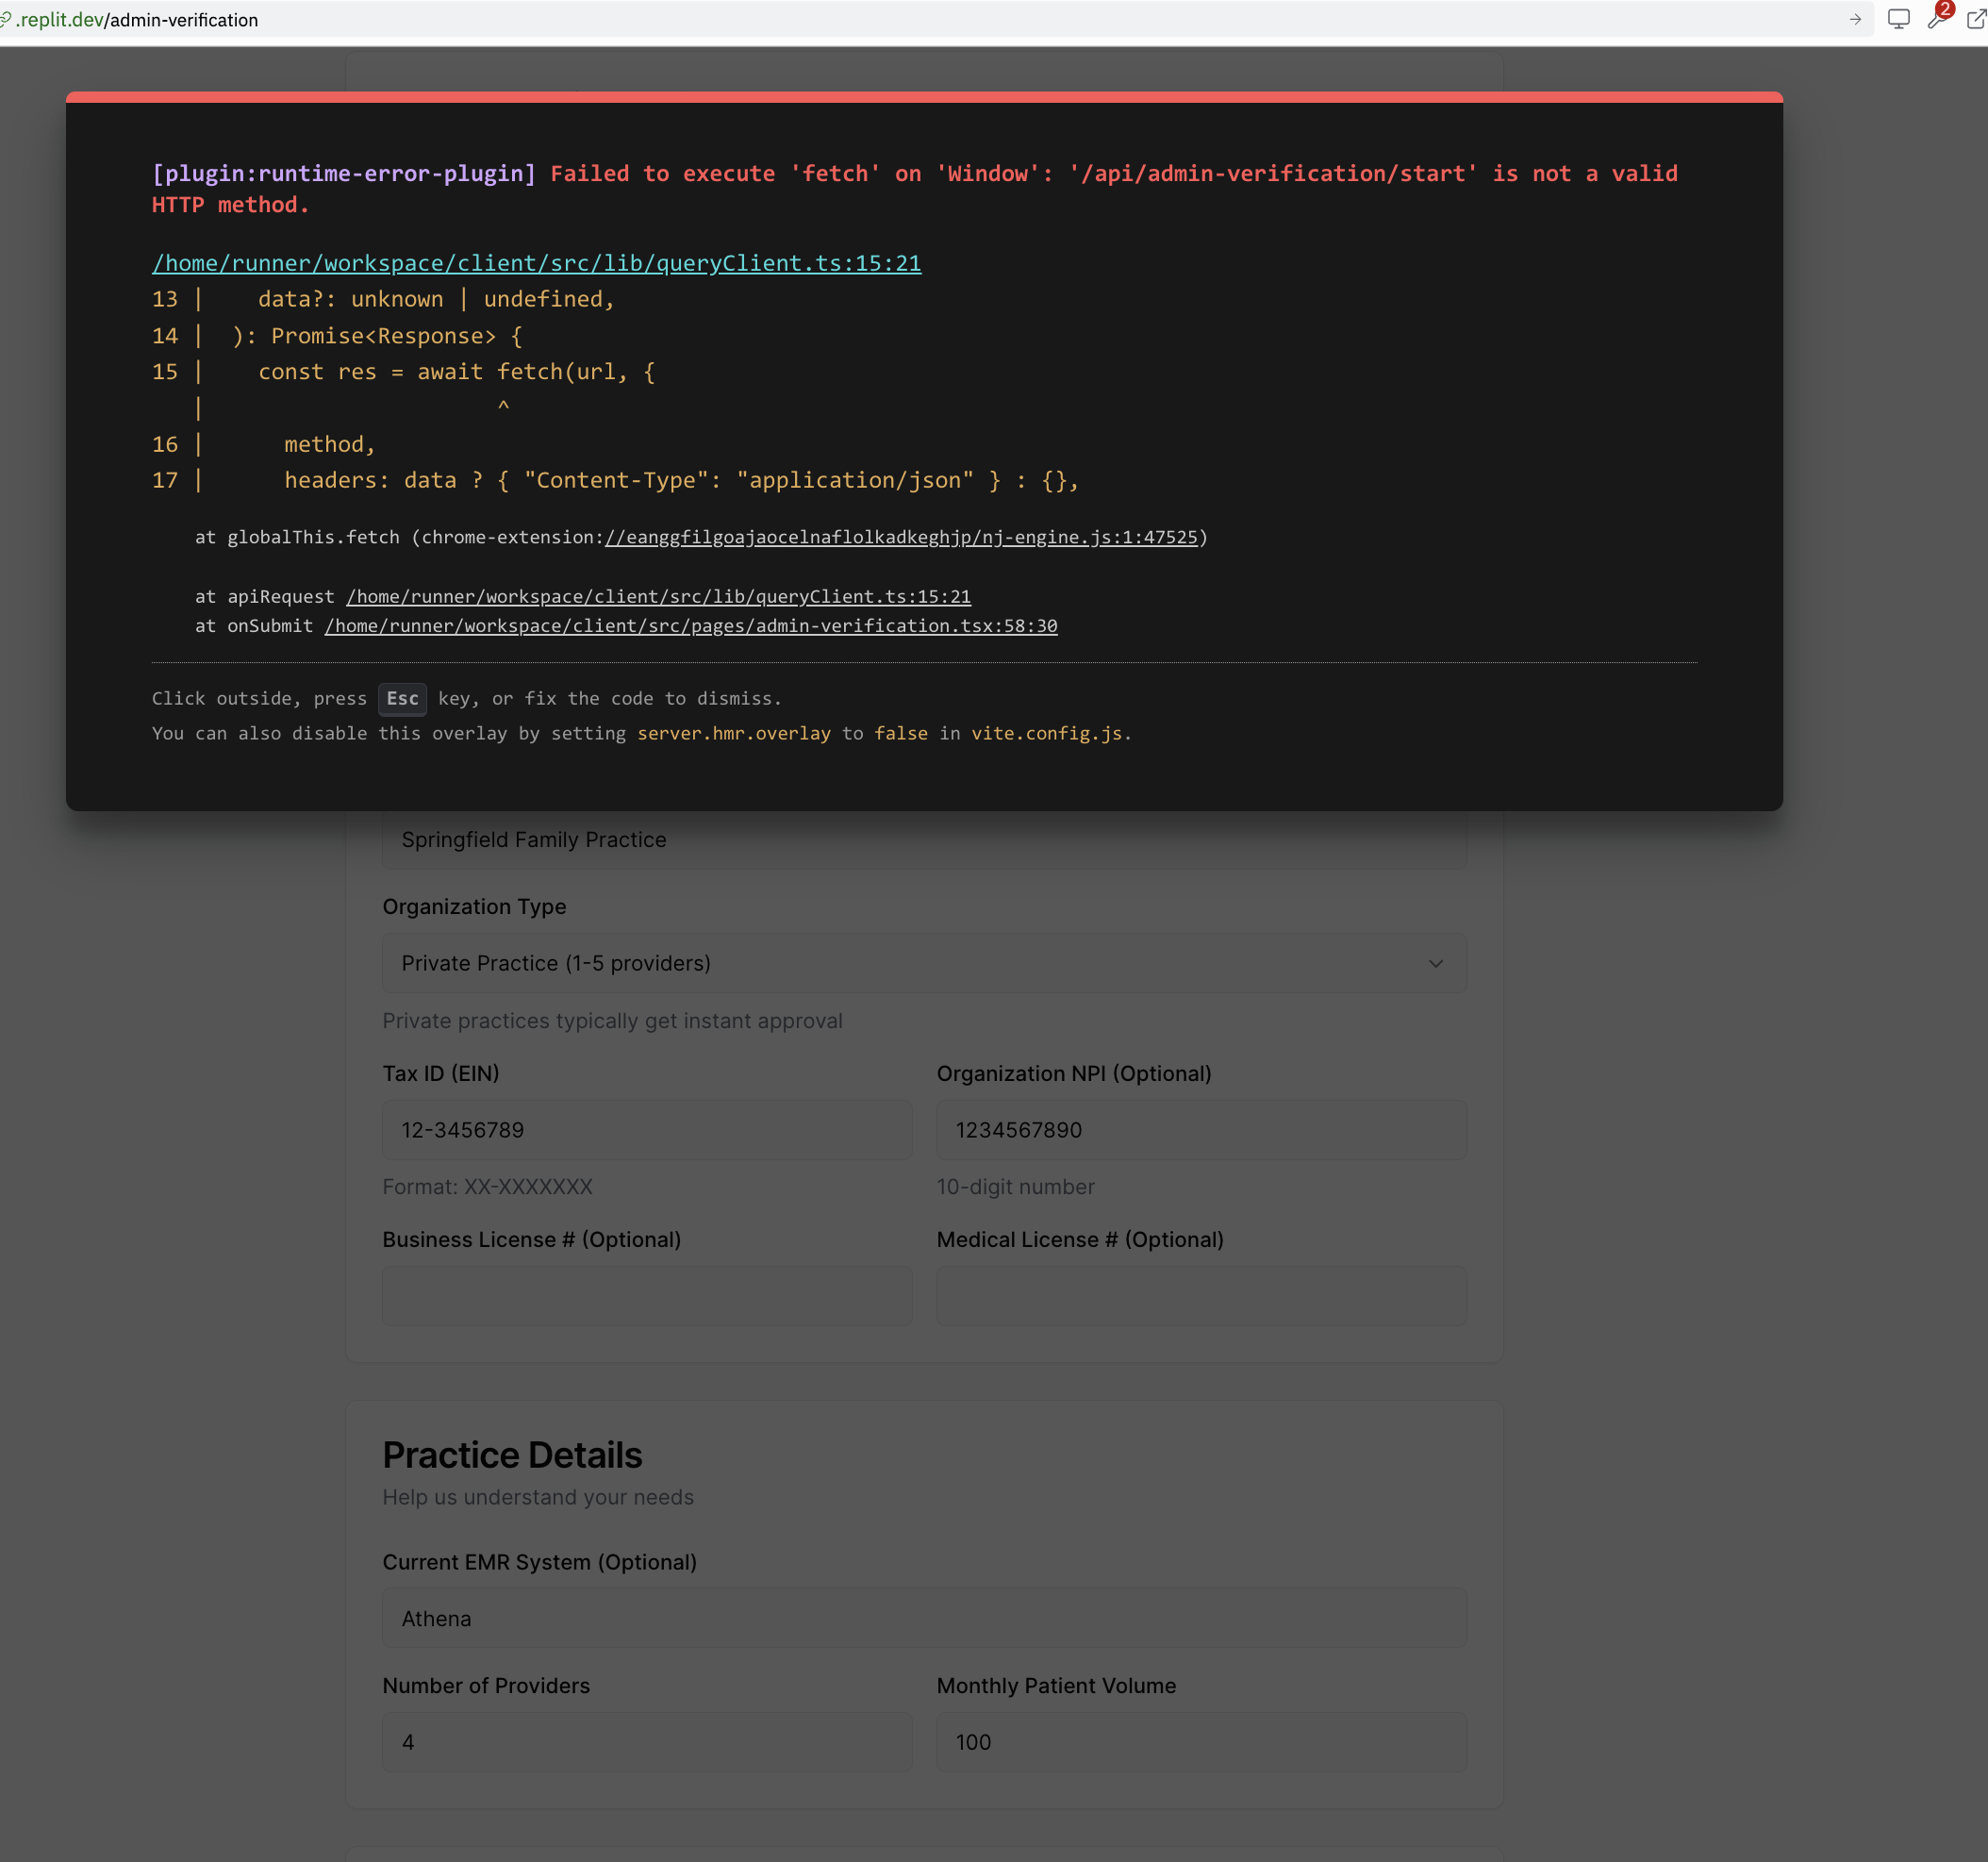 .replit.dev/admin-verification
2
[plugin:runtime-error-plugin] Failed to execute 'fetch' on 'Window': '/api/admin-verification/start' is not a valid
HTTP method.
/home/runner/workspace/client/src/lib/queryClient.ts:15:21
13 |    data?: unknown | undefined,
14 |  ): Promise<Response> {
15 |    const res = await fetch(url, {
   |                      ^
16 |      method,
17 |      headers: data ? { "Content-Type": "application/json" } : {},
at globalThis.fetch (chrome-extension://eanggfilgoajaocelnaflolkadkeghjp/nj-engine.js:1:47525)
at apiRequest /home/runner/workspace/client/src/lib/queryClient.ts:15:21
at onSubmit /home/runner/workspace/client/src/pages/admin-verification.tsx:58:30
Click outside, press Esc key, or fix the code to dismiss.
You can also disable this overlay by setting server.hmr.overlay to false in vite.config.js.
Springfield Family Practice
Organization Type
Private Practice (1-5 providers)
Private practices typically get instant approval
Tax ID (EIN)
Organization NPI (Optional)
12-3456789
1234567890
Format: XX-XXXXXXX
10-digit number
Business License # (Optional)
Medical License # (Optional)
Practice Details
Help us understand your needs
Current EMR System (Optional)
Athena
Number of Providers
Monthly Patient Volume
4
100